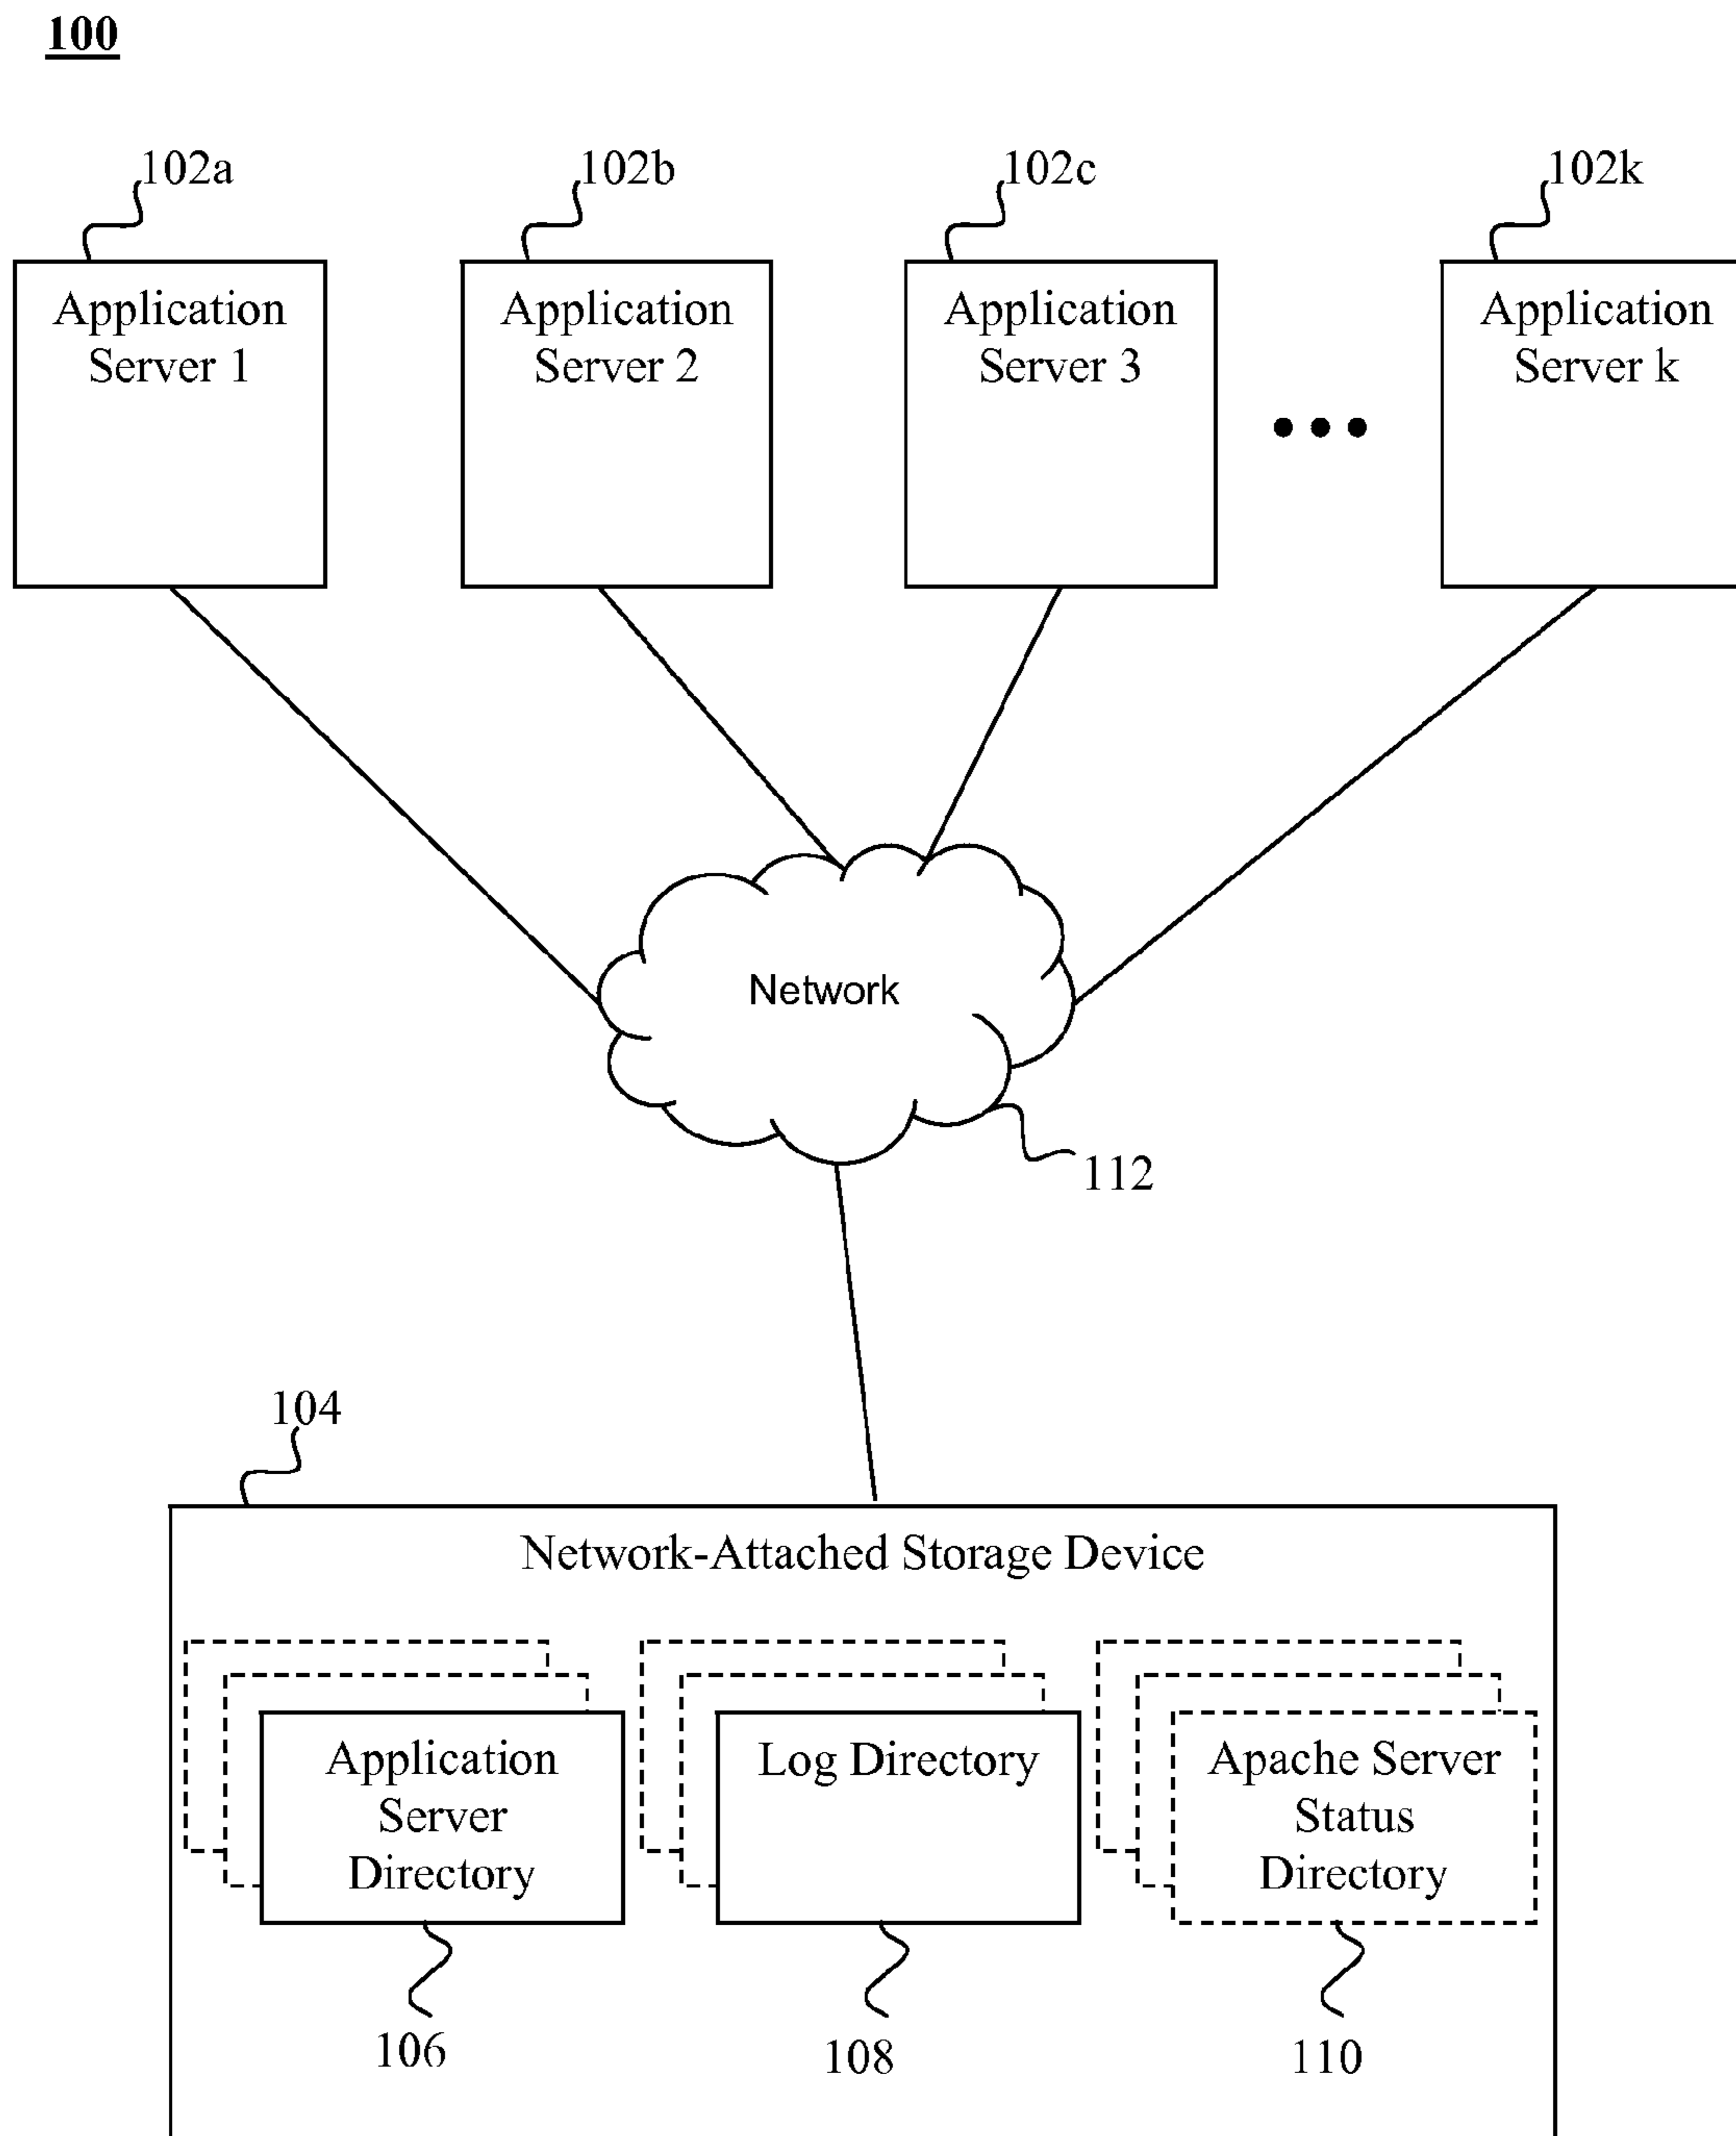 100
102a
102b
102c
102k
Application
Server 1
Application
Server 2
Application
Server 3
Application
Server k
Network
112
104
Network-Attached Storage Device
Application
Server
Directory
Log Directory
Apache Server
Status
Directory
106
108
110